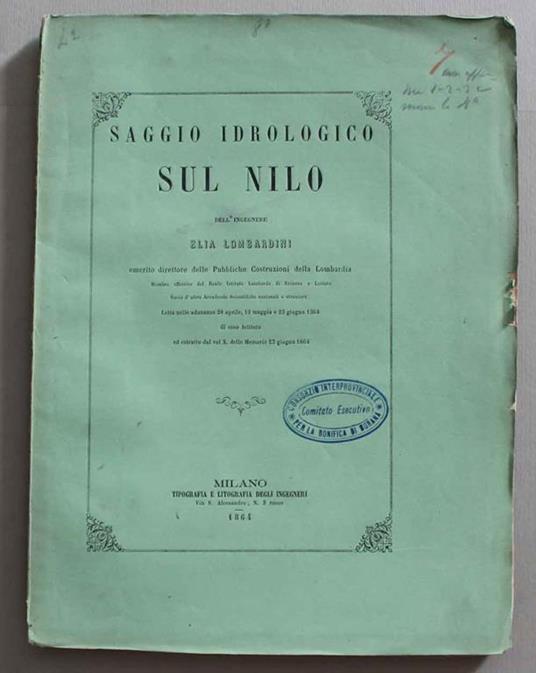 SAGGIO IDROLOGICO
SUL NILO
DELL'INGEGNERE
ELIA LOMBARDINI
emerito direttore delle Pubbliche Costruzioni della Lombardia
Membro effettivo del Reale Istituto Lombardo di Scienze e Lettere
Socio d'altre Accademie Scientifiche nazionali e straniere
Letto nelle adunanze 28 aprile, 12 maggio e 23 giugno 1864
di esso Istituto
ed estratto dal vol X. delle Memorie 23 giugno 1864
CONSORZIO INTERPROVINCIALE
Comitato Esecutivo
PER LA BONIFICA DI BURANA
MILANO
TIPOGRAFIA E LITOGRAFIA DEGLI INGEGNERI
Via S. Alessandro, N. 3 rosso
1864